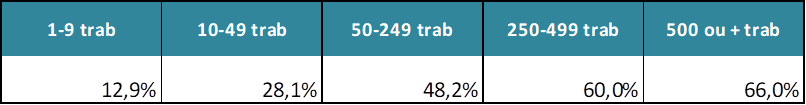 1-9 trab 10-49 trab 50-249 trab 250-499 trab 500 ou + trab
12,9% 28,1% 48,2% 60,0% 66,0%